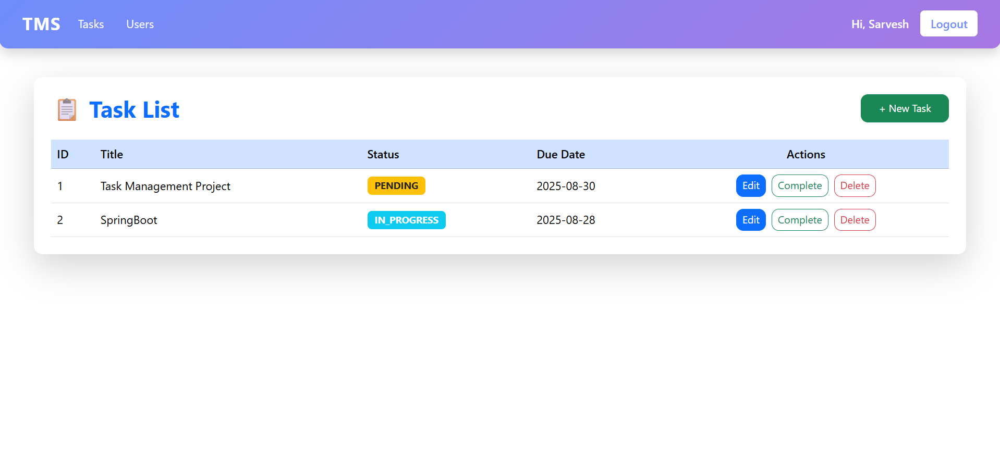 TMS Tasks Users Hi, Sarvesh Logout
Task List + New Task
ID Title Status Due Date Actions
1 Task Management Project PENDING 2025-08-30 Edit Complete Delete
2 SpringBoot IN_PROGRESS 2025-08-28 Edit Complete Delete